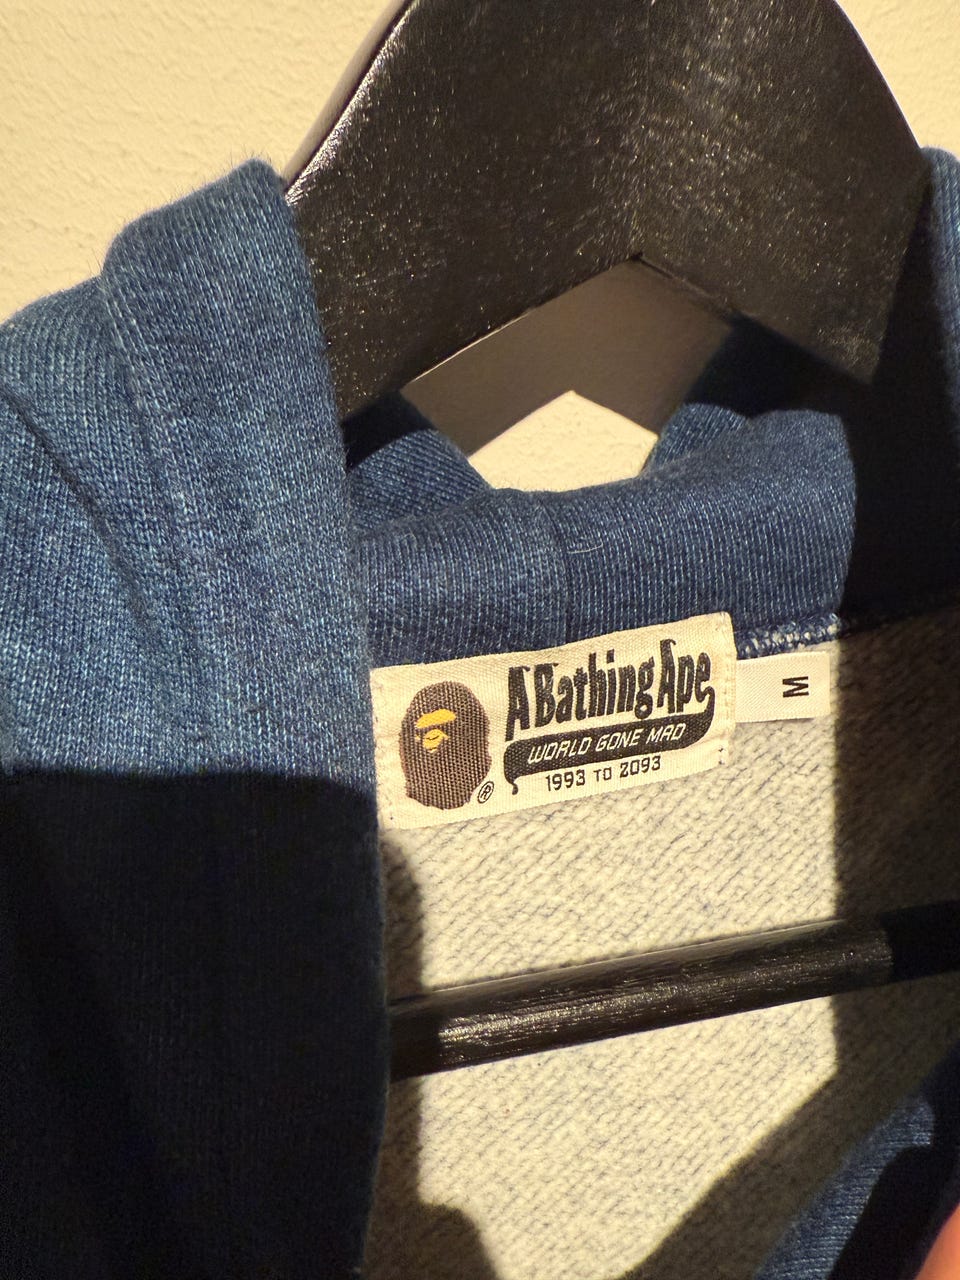 A Bathing Ape
WORLD GONE MAD
1993 TO 2093
®
M